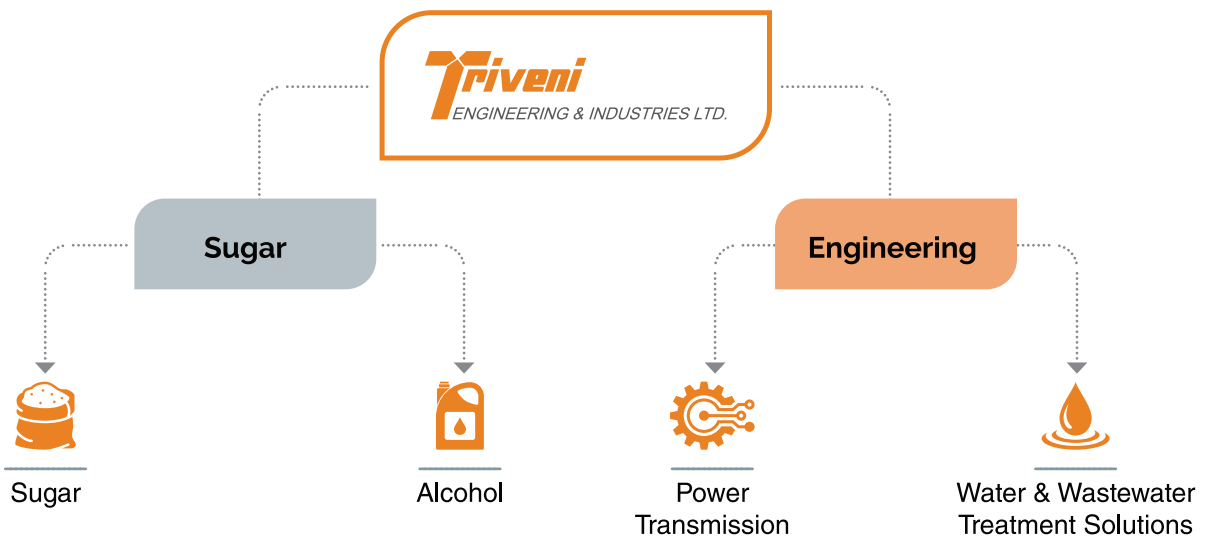 Triveni
ENGINEERING & INDUSTRIES LTD.
Sugar
Engineering
Sugar
Alcohol
Power
Transmission
Water & Wastewater
Treatment Solutions